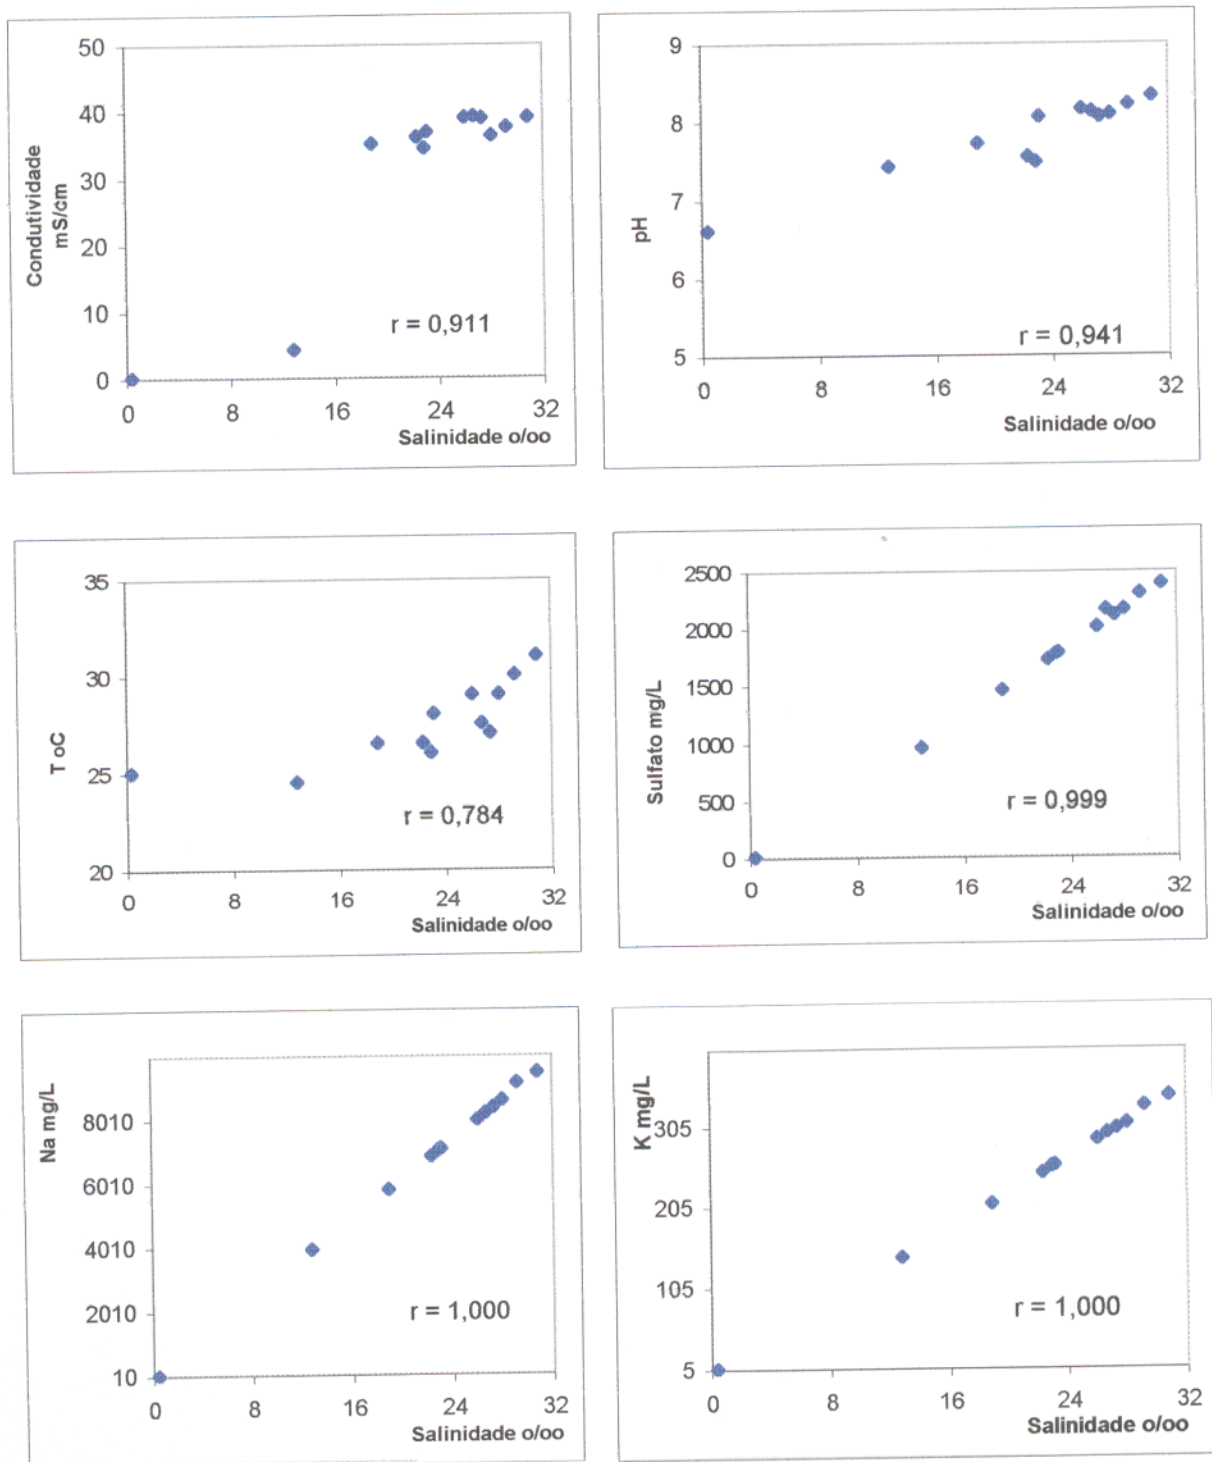 50
40
30
20
10
0
Condutividade
mS/cm
r = 0,911
0 8 16 24 32
Salinidade o/oo
9
8
7
6
5
pH
r = 0,941
0 8 16 24 32
Salinidade o/oo
35
30
25
20
T oC
r = 0,784
0 8 16 24 32
Salinidade o/oo
2500
2000
1500
1000
500
0
Sulfato mg/L
r = 0,999
0 8 16 24 32
Salinidade o/oo
8010
6010
4010
2010
10
Na mg/L
r = 1,000
0 8 16 24 32
Salinidade o/oo
305
205
105
5
K mg/L
r = 1,000
0 8 16 24 32
Salinidade o/oo